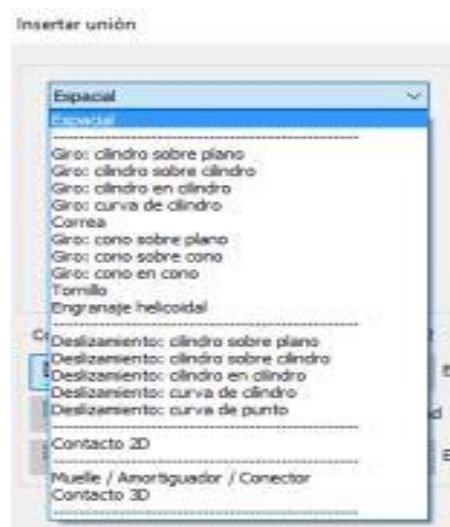 Insertar unión
Espacial
Espacial
Giro: cilindro sobre plano
Giro: cilindro sobre cilindro
Giro: cilindro en cilindro
Giro: curva de cilindro
Correa
Giro: cono sobre plano
Giro: cono sobre cono
Giro: cono en cono
Tornillo
Engranaje helicoidal
Deslizamiento: cilindro sobre plano
Deslizamiento: cilindro sobre cilindro
Deslizamiento: cilindro en cilindro
Deslizamiento: curva de cilindro
Deslizamiento: curva de punto
Contacto 2D
Muelle / Amortiguador / Conector
Contacto 3D